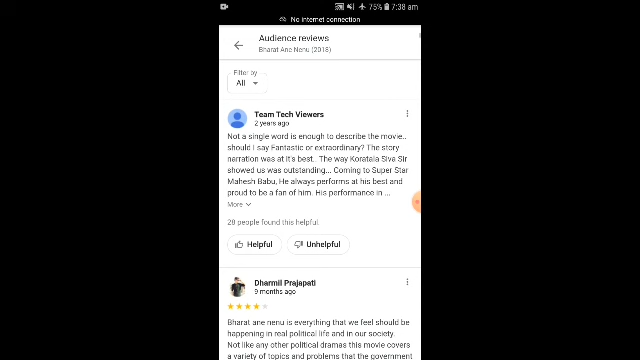 75% 7:38 am
No internet connection
Audience reviews
Bharat Ane Nenu (2018)
Filter by
All
Team Tech Viewers
2 years ago
Not a single word is enough to describe the movie..
should I say Fantastic or extraordinary? The story
narration was at it's best.. The way Koratala Siva Sir
showed us was outstanding... Coming to Super Star
Mahesh Babu, He always performs at his best and
proud to be a fan of him. His performance in ...
More
28 people found this helpful.
Helpful
Unhelpful
Dharmil Prajapati
9 months ago
Bharat ane nenu is everything that we feel should be
happening in real political life and in our society.
Not like any other political dramas this movie covers
a variety of topics and problems that the government